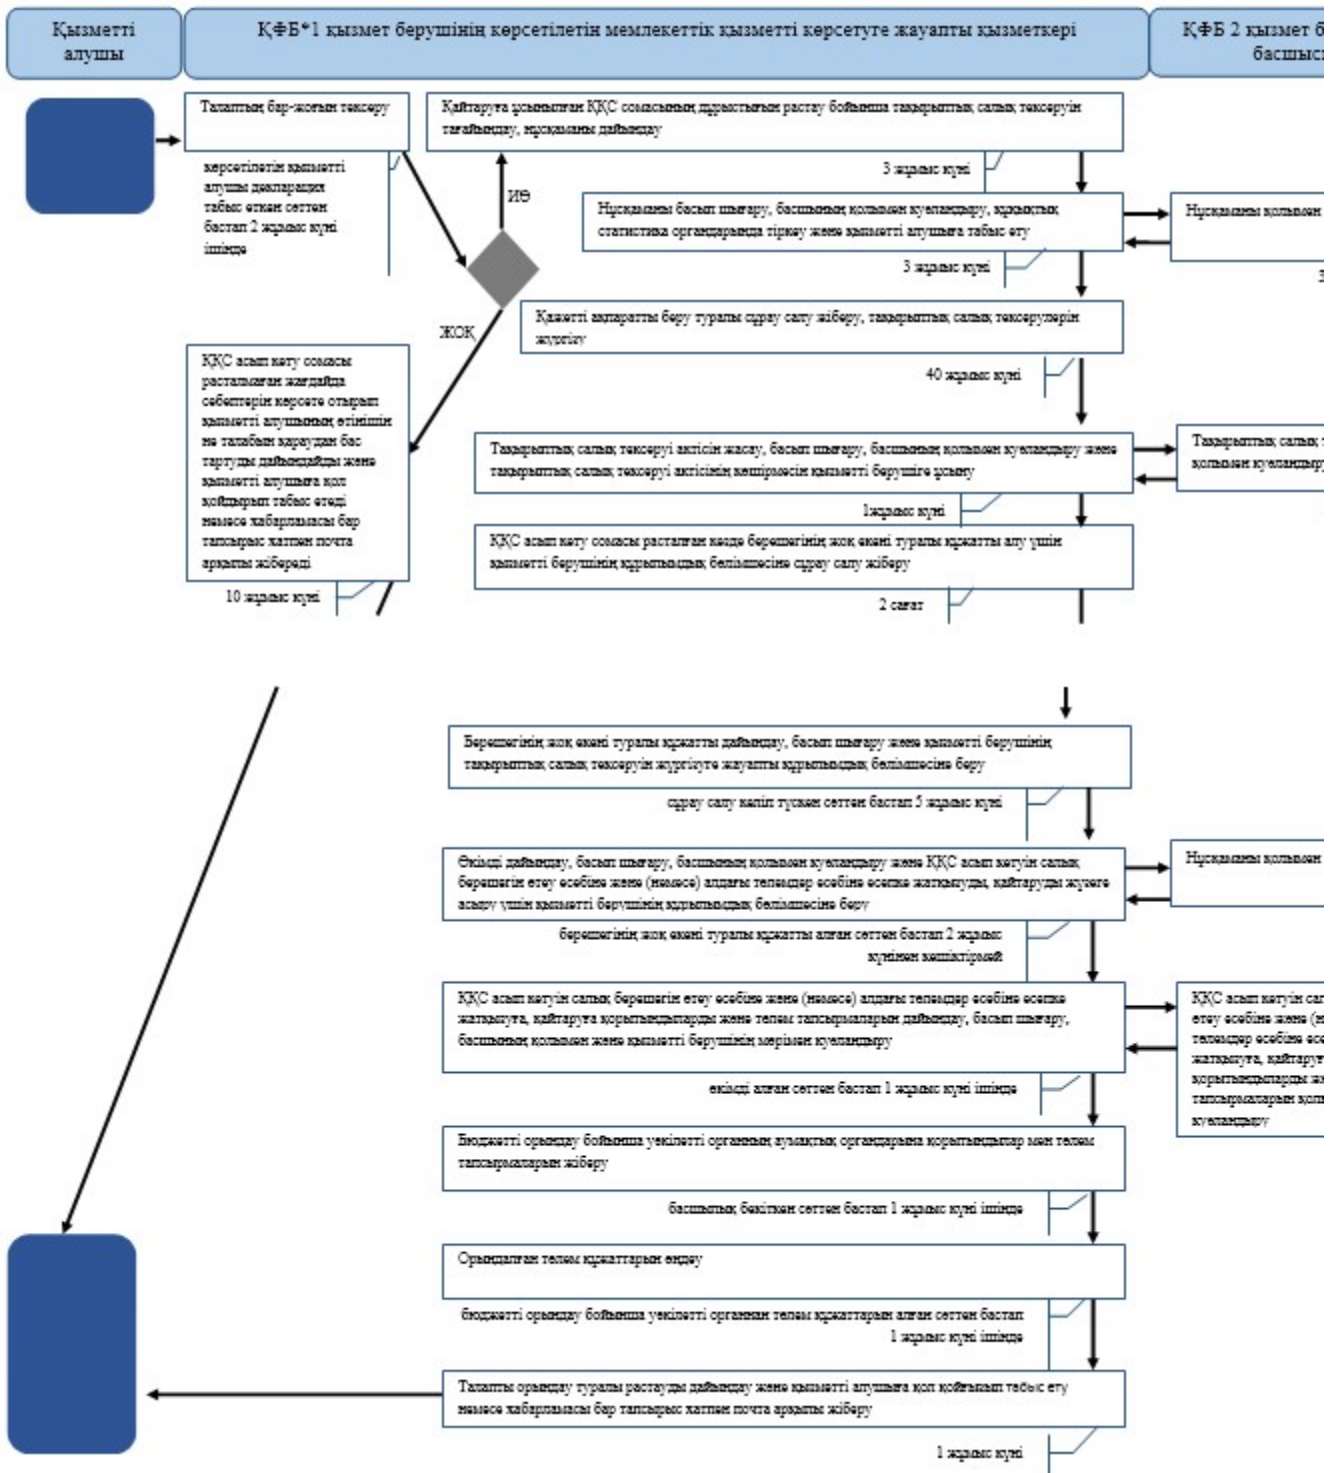 Қызметті
алушы
ҚФБ*1 қызмет берушінің көрсетілетін мемлекеттік қызметті көрсетуге жауапты қызметкері
ҚФБ 2 қызмет б
басшыс
Талаптың бар-жоғын тексеру
көрсетілетін қызметті
алушы декларация
табыс еткен сәттен
бастап 2 жұмыс күні
ішінде
Қайтаруға ұсынылған ҚҚС сомасының дұрыстығын растау бойынша тақырыптық салық тексеруін
тағайындау, нұсқаманы дайындау
3 жұмыс күні
ИӘ
Нұсқаманы басып шығару, басшының қолымен куәландыру, құқықтық
статистика органдарында тіркеу және қызметті алушыға табыс ету
3 жұмыс күні
Нұсқаманы қолымен
3
ЖОҚ
Қажетті ақпаратты беру туралы сұрау салу жіберу, тақырыптық салық тексерулерін
жүргізу
40 жұмыс күні
ҚҚС асып кету сомасы
расталмаған жағдайда
себептерін көрсете отырып
қызметті алушының өтінішін
не талабын қараудан бас
тартуды дайындайды және
қызметті алушыға қол
қойдырып табыс етеді
немесе хабарламасы бар
тапсырыс хатпен почта
арқылы жібереді
10 жұмыс күні
Тақырыптық салық тексеруі актісін жасау, басып шығару, басшының қолымен куәландыру және
тақырыптық салық тексеруі актісінің көшірмесін қызметті берушіге ұсыну
1жұмыс күні
Тақырыптық салық т
қолымен куәландыру
ҚҚС асып кету сомасы расталған кезде берешегінің жоқ екені туралы құжатты алу үшін
қызметті берушінің құрылымдық бөлімшесіне сұрау салу жіберу
2 сағат
Берешегінің жоқ екені туралы құжатты дайындау, басып шығару және қызметті берушінің
тақырыптық салық тексеруін жүргізуге жауапты құрылымдық бөлімшесіне беру
сұрау салу келіп түскен сәттен бастап 5 жұмыс күні
Өкімді дайындау, басып шығару, басшының қолымен куәландыру және ҚҚС асып кетуін салық
берешегін өтеу есебіне және (немесе) алдағы төлемдер есебіне есепке жатқызуды, қайтаруды жүзеге
асыру үшін қызметті берушінің құрылымдық бөлімшесіне беру
Нұсқаманы қолымен
берешегінің жоқ екені туралы құжатты алған сәттен бастап 2 жұмыс
күнінен кешіктірмей
ҚҚС асып кетуін салық берешегін өтеу есебіне және (немесе) алдағы төлемдер есебіне есепке
жатқызуға, қайтаруға қорытындыларды және төлем тапсырмаларын дайындау, басып шығару,
басшының қолымен және қызметті берушінің мөрімен куәландыру
өкімді алған сәттен бастап 1 жұмыс күні ішінде
ҚҚС асып кетуін сал
өтеу есебіне және (н
төлемдер есебіне есе
жатқызуға, қайтаруғ
қорытындыларды жә
тапсырмаларын қолы
куәландыру
Бюджетті орындау бойынша уәкілетті органның аумақтық органдарына қорытындылар мен төлем
тапсырмаларын жіберу
басшылық бекіткен сәттен бастап 1 жұмыс күні ішінде
Орындалған төлем құжаттарын өңдеу
бюджетті орындау бойынша уәкілетті органнан төлем құжаттарын алған сәттен бастап
1 жұмыс күні ішінде
Талапты орындау туралы растауды дайындау және қызметті алушыға қол қойғызып табыс ету
немесе хабарламасы бар тапсырыс хатпен почта арқылы жіберу
1 жұмыс күні